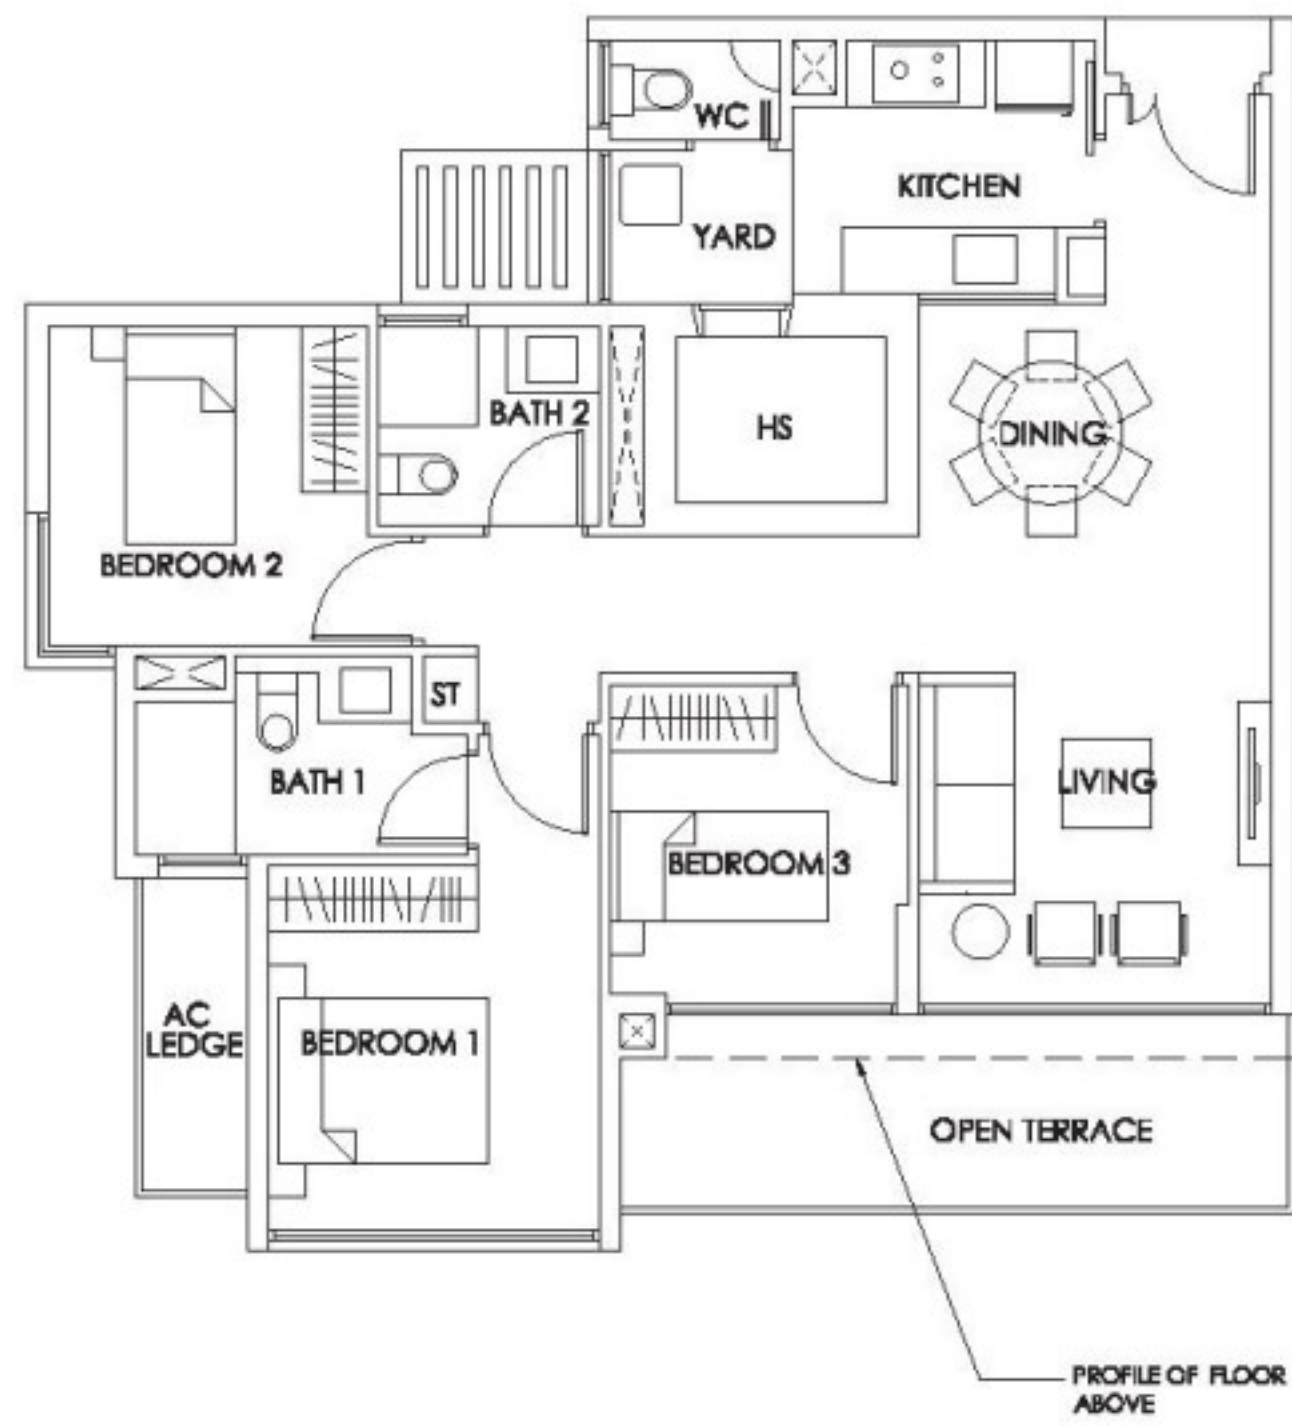 WC
KITCHEN
YARD
BATH 2
HS
DINING
BEDROOM 2
ST
BATH 1
LIVING
BEDROOM 3
AC
LEDGE
BEDROOM 1
OPEN TERRACE
PROFILE OF FLOOR
ABOVE